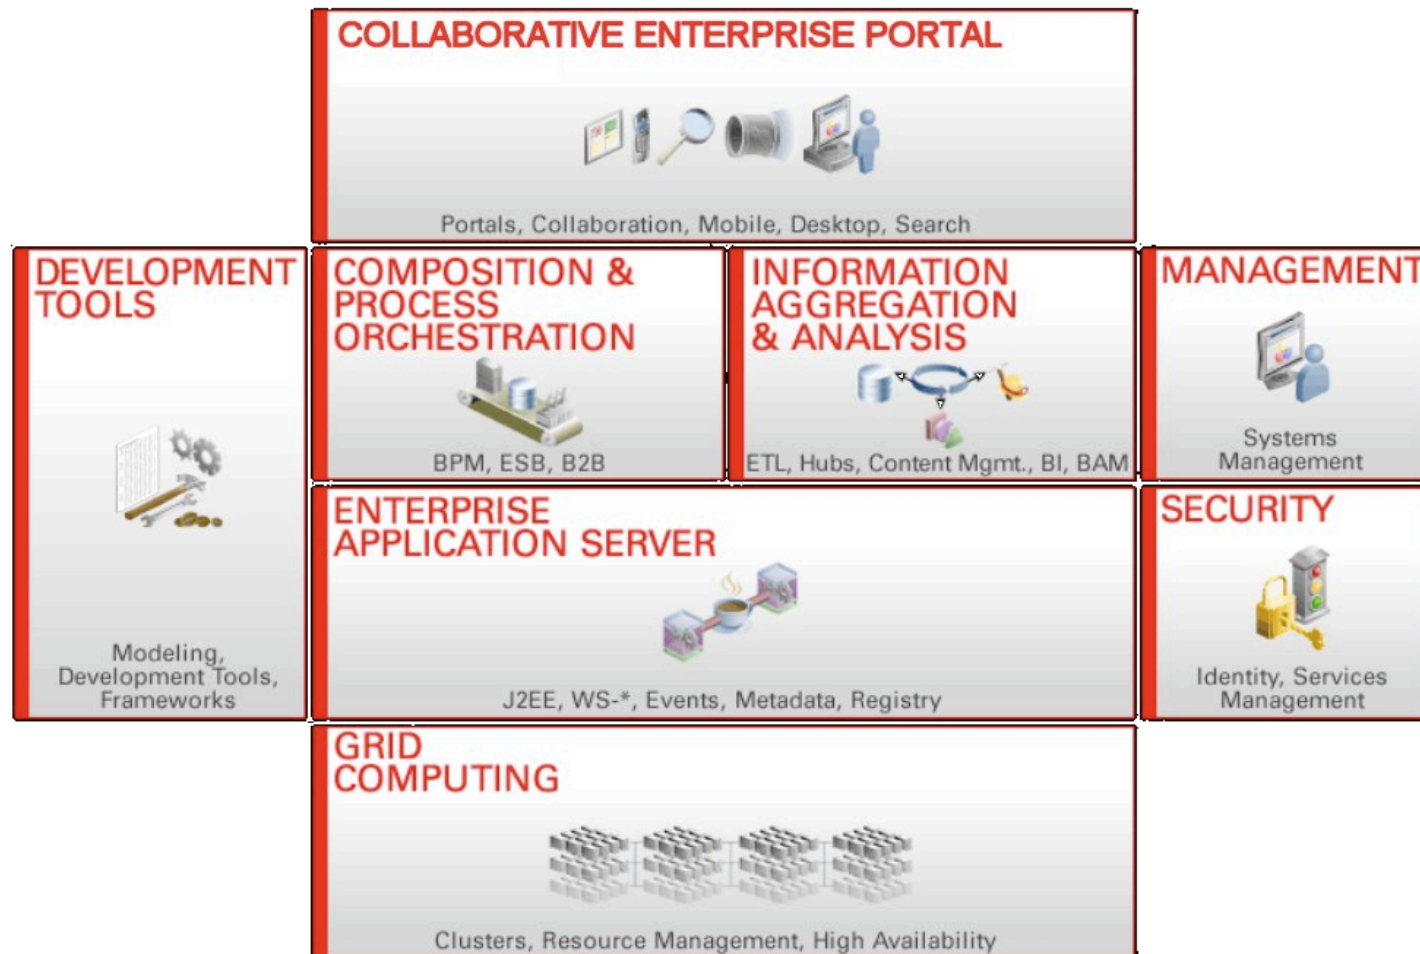 COLLABORATIVE ENTERPRISE PORTAL
Portals, Collaboration, Mobile, Desktop, Search
DEVELOPMENT
TOOLS
Modeling,
Development Tools,
Frameworks
COMPOSITION &
PROCESS
ORCHESTRATION
BPM, ESB, B2B
INFORMATION
AGGREGATION
& ANALYSIS
ETL, Hubs, Content Mgmt., BI, BAM
MANAGEMENT
Systems
Management
ENTERPRISE
APPLICATION SERVER
J2EE, WS-*, Events, Metadata, Registry
SECURITY
Identity, Services
Management
GRID
COMPUTING
Clusters, Resource Management, High Availability